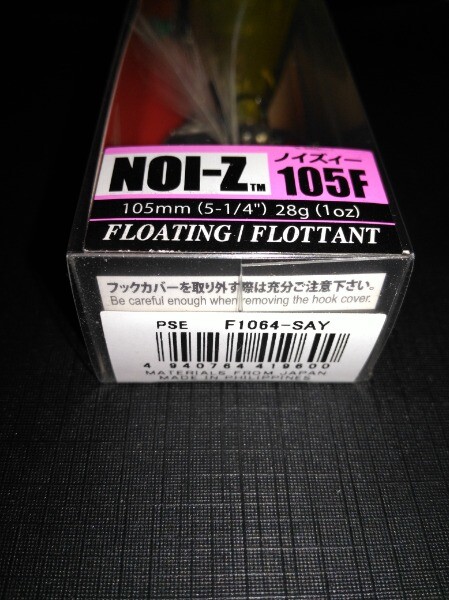 NOI-Z™ ノイズィー 105F
105mm (5-1/4") 28g (1oz)
FLOATING / FLOTTANT
フックカバーを取り外す際は充分ご注意下さい。
Be careful enough when removing the hook cover.
PSE F1064-SAY
4 940764 419600
MATERIALS FROM JAPAN
MADE IN PHILIPPINES